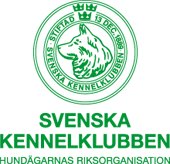 STIFTAD 13 DEC. 1889
SVENSKA KENNELKLUBBEN
SVENSKA
KENNELKLUBBEN
HUNDÄGARNAS RIKSORGANISATION